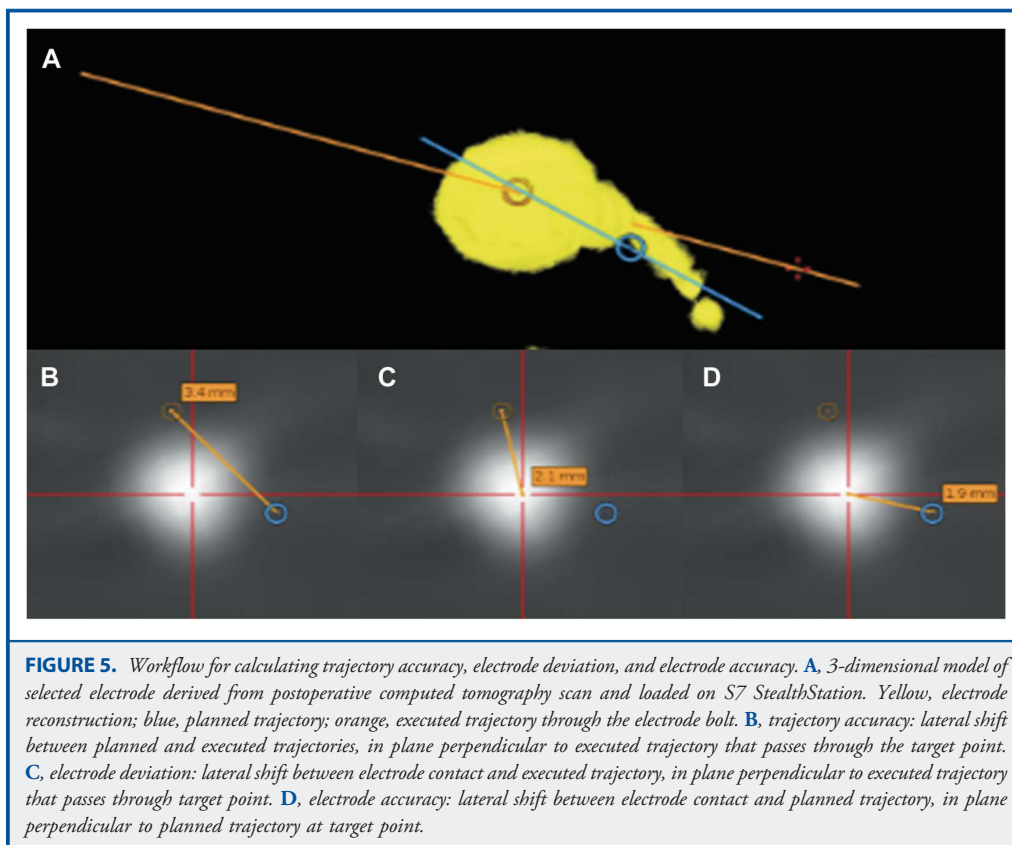 A
B
3.4 mm
C
2.1 mm
D
1.9 mm
FIGURE 5. Workflow for calculating trajectory accuracy, electrode deviation, and electrode accuracy. A, 3-dimensional model of
selected electrode derived from postoperative computed tomography scan and loaded on S7 StealthStation. Yellow, electrode
reconstruction; blue, planned trajectory; orange, executed trajectory through the electrode bolt. B, trajectory accuracy: lateral shift
between planned and executed trajectories, in plane perpendicular to executed trajectory that passes through the target point.
C, electrode deviation: lateral shift between electrode contact and executed trajectory, in plane perpendicular to executed trajectory
that passes through target point. D, electrode accuracy: lateral shift between electrode contact and planned trajectory, in plane
perpendicular to planned trajectory at target point.